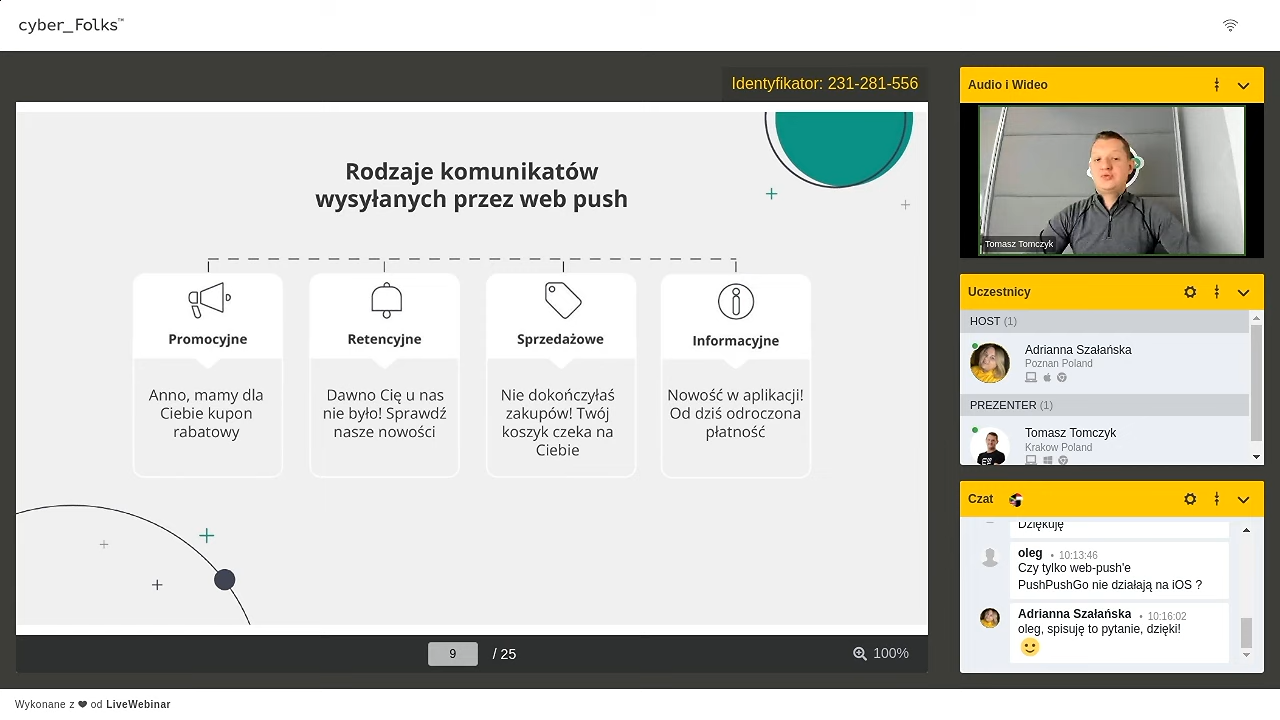 cyber_Folks™
Identyfikator: 231-281-556
Rodzaje komunikatów
wysyłanych przez web push
Promocyjne
Anno, mamy dla
Ciebie kupon
rabatowy
Retencyjne
Dawno Cię u nas
nie było! Sprawdź
nasze nowości
Sprzedażowe
Nie dokończyłaś
zakupów! Twój
koszyk czeka na
Ciebie
Informacyjne
Nowość w aplikacji!
Od dziś odroczona
płatność
9 / 25
100%
Audio i Wideo
Tomasz Tomczyk
Uczestnicy
HOST (1)
Adrianna Szałańska
Poznan Poland
PREZENTER (1)
Tomasz Tomczyk
Krakow Poland
Czat
Dziękuję
oleg • 10:13:46
Czy tylko web-push'e
PushPushGo nie działają na iOS ?
Adrianna Szałańska • 10:16:02
oleg, spisuję to pytanie, dzięki!
Wykonane z ❤ od LiveWebinar